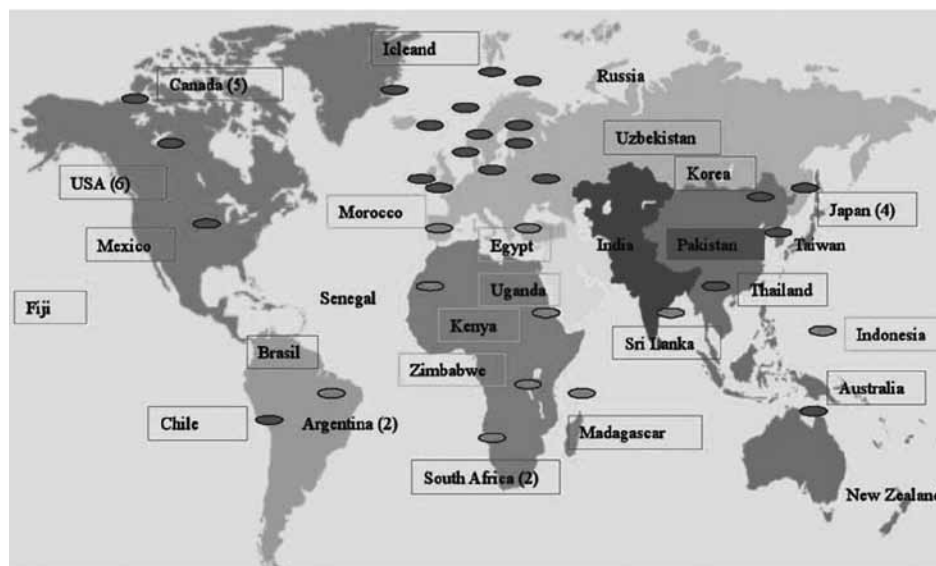 Icleand
Russia
Canada (5)
Uzbekistan
Korea
USA (6)
Morocco
Japan (4)
Mexico
Egypt
India
Pakistan
Taiwan
Fiji
Senegal
Uganda
Thailand
Kenya
Indonesia
Brasil
Sri Lanka
Zimbabwe
Australia
Chile
Argentina (2)
Madagascar
South Africa (2)
New Zealand